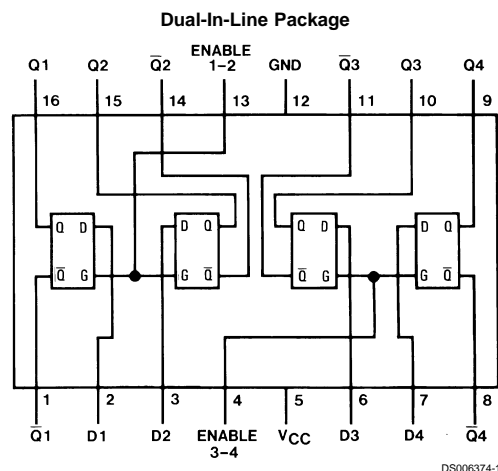 Dual-In-Line Package
ENABLE
Q1 Q2 Q̅2 1–2 GND Q̅3 Q3 Q4
16 15 14 13 12 11 10 9
Q D D Q Q D D Q
Q̅ G G Q̅ Q̅ G G Q̅
1 2 3 4 5 6 7 8
Q̅1 D1 D2 ENABLE VCC D3 D4 Q̅4
3–4